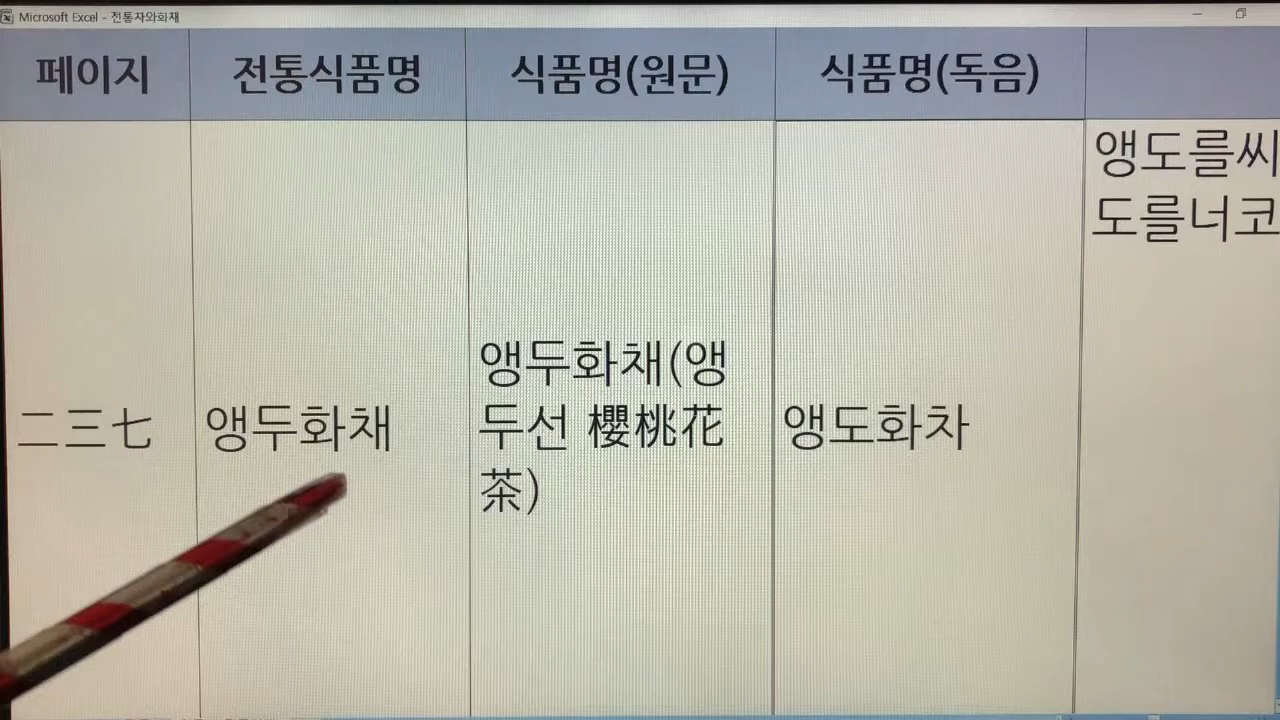 Microsoft Excel - 전통차와화채
페이지 전통식품명 식품명(원문) 식품명(독음)
二三七
앵두화채
앵두화채(앵
두선 櫻桃花
茶)
앵도화차
앵도를씨
도를너코